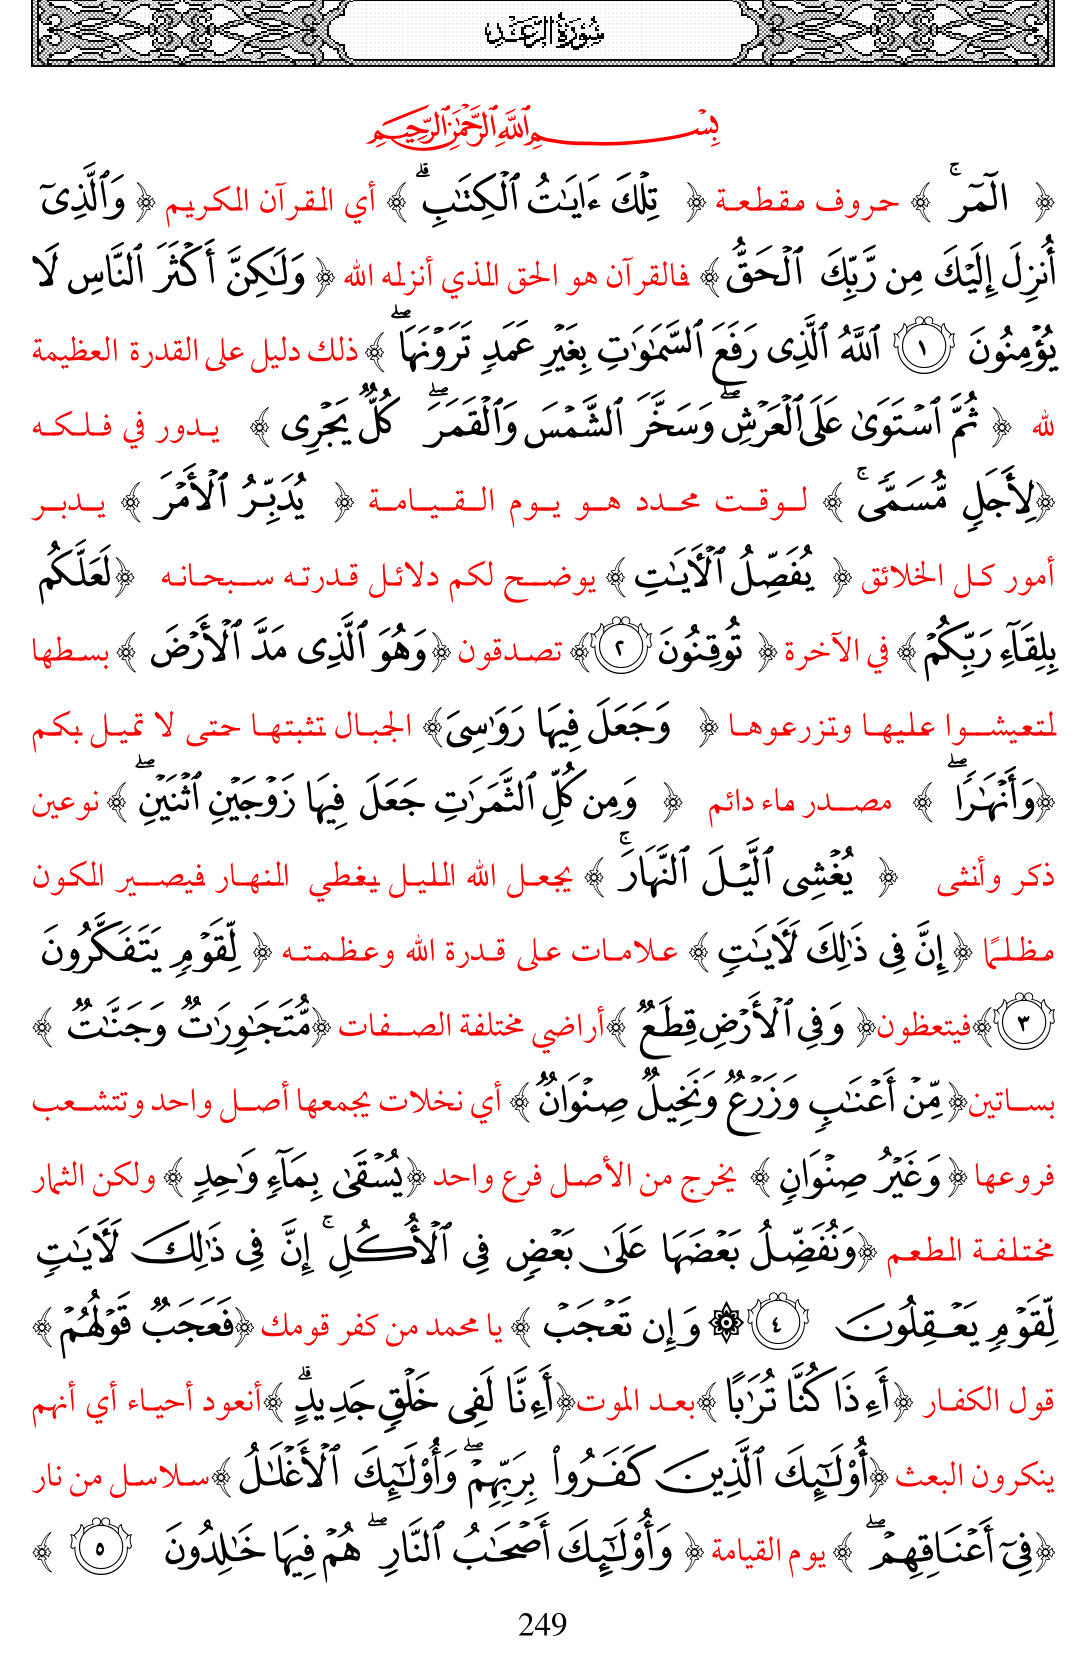 سُورَةُ الرَّعْدِ
بِسْمِ ٱللَّهِ ٱلرَّحْمَٰنِ ٱلرَّحِيمِ
﴿ الٓمٓرۚ ﴾ حروف مقطعة ﴿ تِلْكَ ءَايَٰتُ ٱلْكِتَٰبِۗ ﴾ أي القرآن الكريم ﴿ وَٱلَّذِىٓ
أُنزِلَ إِلَيْكَ مِن رَّبِّكَ ٱلْحَقُّ ﴾ فالقرآن هو الحق الذي أنزله الله ﴿ وَلَٰكِنَّ أَكْثَرَ ٱلنَّاسِ لَا
يُؤْمِنُونَ ١ ٱللَّهُ ٱلَّذِى رَفَعَ ٱلسَّمَٰوَٰتِ بِغَيْرِ عَمَدٍ تَرَوْنَهَاۖ ﴾ ذلك دليل على القدرة العظيمة
لله ﴿ ثُمَّ ٱسْتَوَىٰ عَلَى ٱلْعَرْشِۖ وَسَخَّرَ ٱلشَّمْسَ وَٱلْقَمَرَۖ كُلٌّ يَجْرِى ﴾ يدور في فلكه
﴿لِأَجَلٍ مُّسَمًّىۚ ﴾ لوقت محدد هو يوم القيامة ﴿ يُدَبِّرُ ٱلْأَمْرَ ﴾ يدبر
أمور كل الخلائق ﴿ يُفَصِّلُ ٱلْأَيَٰتِ ﴾ يوضح لكم دلائل قدرته سبحانه ﴿لَعَلَّكُم
بِلِقَآءِ رَبِّكُمْ ﴾ في الآخرة ﴿ تُوقِنُونَ ٢ ﴾ تصدقون ﴿وَهُوَ ٱلَّذِى مَدَّ ٱلْأَرْضَ ﴾ بسطها
لتعيشوا عليها وتزرعوها ﴿ وَجَعَلَ فِيهَا رَوَٰسِىَ﴾ الجبال تثبتها حتى لا تميل بكم
﴿وَأَنْهَٰرًاۖ ﴾ مصدر ماء دائم ﴿ وَمِن كُلِّ ٱلثَّمَرَٰتِ جَعَلَ فِيهَا زَوْجَيْنِ ٱثْنَيْنِۖ ﴾ نوعين
ذكر وأنثى ﴿ يُغْشِى ٱلَّيْلَ ٱلنَّهَارَۚ ﴾ يجعل الله الليل يغطي النهار فيصير الكون
مظلمًا ﴿ إِنَّ فِى ذَٰلِكَ لَأَيَٰتٍ ﴾ علامات على قدرة الله وعظمته ﴿ لِّقَوْمٍ يَتَفَكَّرُونَ
٣ ﴾فيتعظون﴿ وَفِى ٱلْأَرْضِ قِطَعٌ ﴾أراضي مختلفة الصفات ﴿مُّتَجَٰوِرَٰتٌ وَجَنَّٰتٌ ﴾
بساتين﴿ مِّنْ أَعْنَٰبٍ وَزَرْعٌ وَنَخِيلٌ صِنْوَانٌ ﴾ أي نخلات يجمعها أصل واحد وتتشعب
فروعها ﴿ وَغَيْرُ صِنْوَانٍ ﴾ يخرج من الأصل فرع واحد ﴿يُسْقَىٰ بِمَآءٍ وَٰحِدٍ ﴾ ولكن الثمار
مختلفة الطعم ﴿وَنُفَضِّلُ بَعْضَهَا عَلَىٰ بَعْضٍ فِى ٱلْأُكُلِۚ إِنَّ فِى ذَٰلِكَ لَأَيَٰتٍ
لِّقَوْمٍ يَعْقِلُونَ ٤ ۞ وَإِن تَعْجَبْ ﴾ يا محمد من كفر قومك ﴿فَعَجَبٌ قَوْلُهُمْ ﴾
قول الكفار ﴿أَءِذَا كُنَّا تُرَٰبًا ﴾بعد الموت﴿أَءِنَّا لَفِى خَلْقٍ جَدِيدٍۗ ﴾أنعود أحياء أي أنهم
ينكرون البعث ﴿أُو۟لَٰٓئِكَ ٱلَّذِينَ كَفَرُوا۟ بِرَبِّهِمْۖ وَأُو۟لَٰٓئِكَ ٱلْأَغْلَٰلُ ﴾سلاسل من نار
﴿فِىٓ أَعْنَاقِهِمْۖ ﴾ يوم القيامة ﴿ وَأُو۟لَٰٓئِكَ أَصْحَٰبُ ٱلنَّارِۖ هُمْ فِيهَا خَٰلِدُونَ ٥ ﴾
249